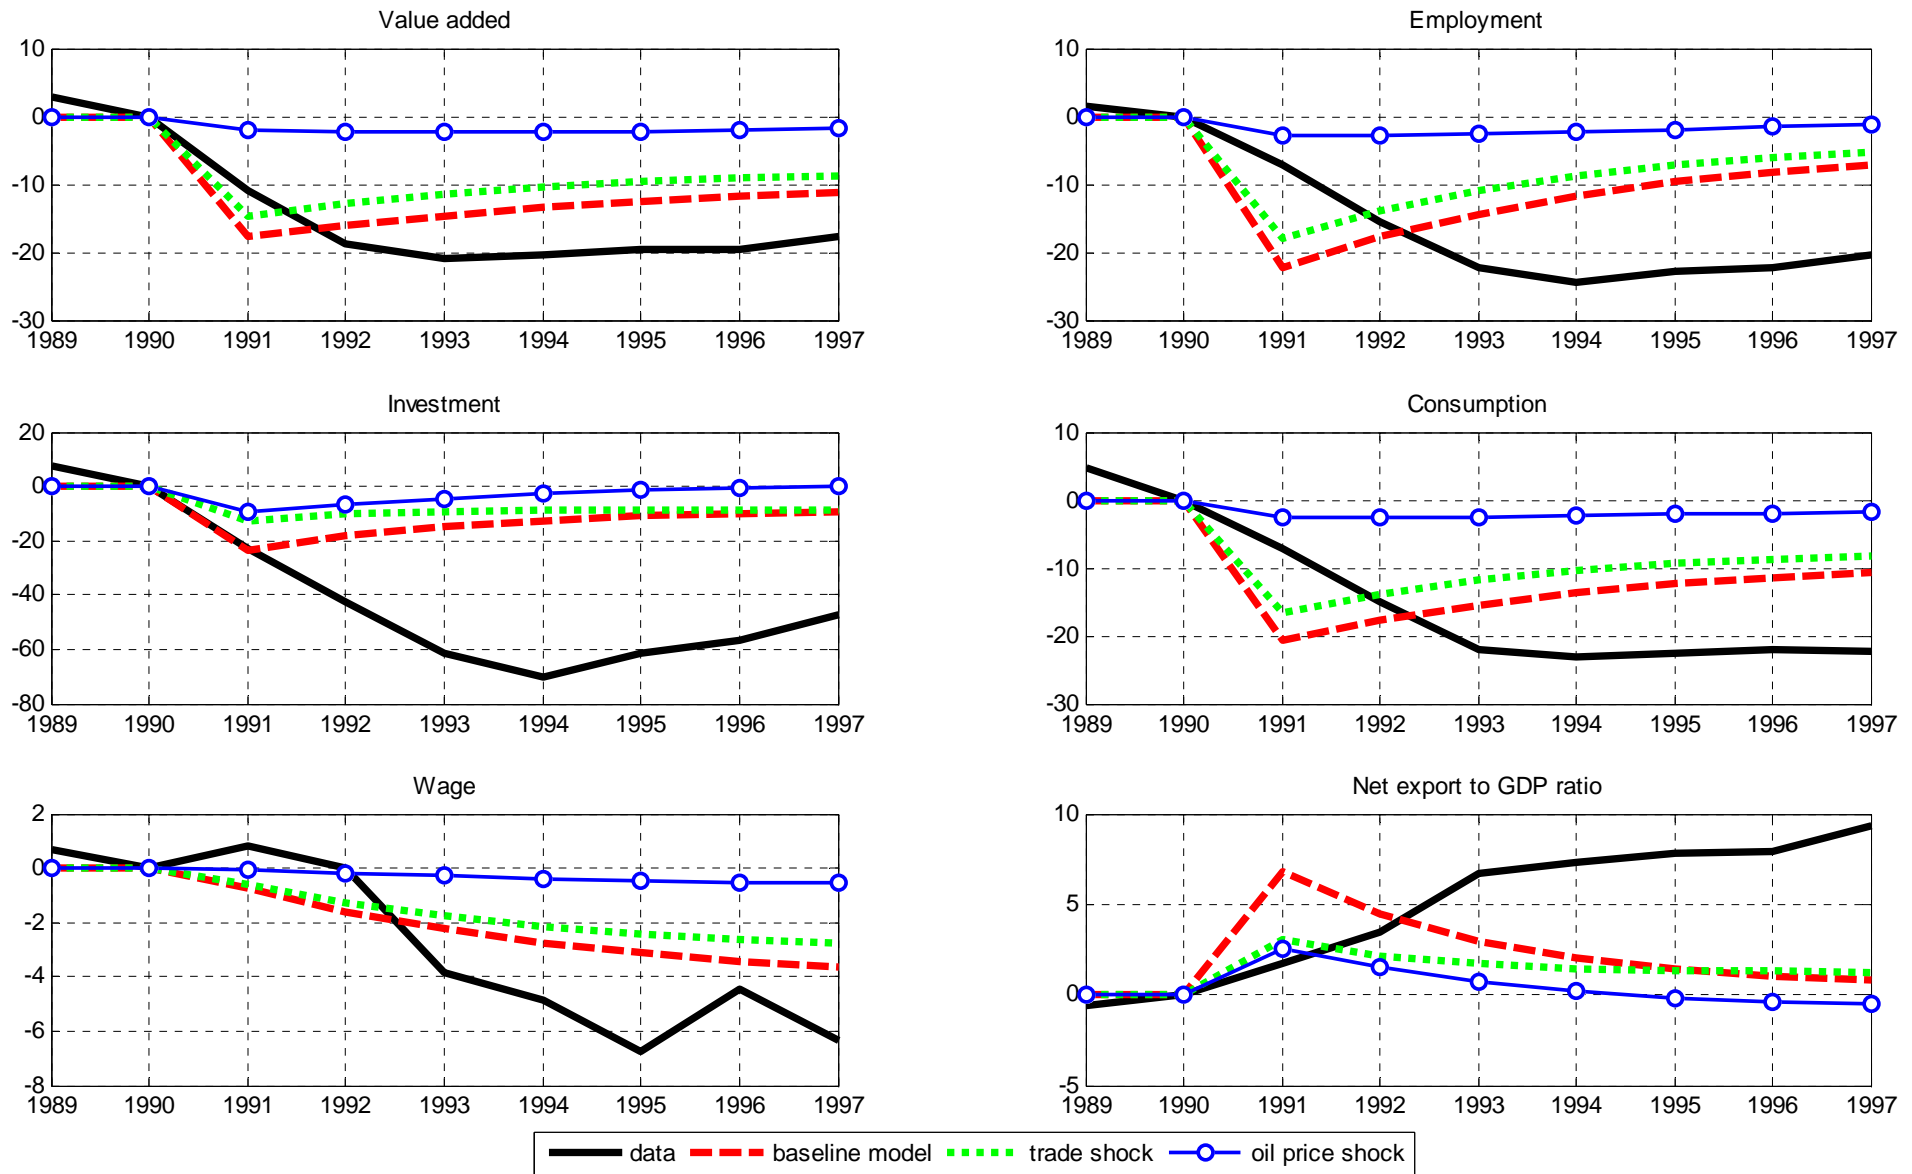 Value added
10
0
-10
-20
-30
1989 1990 1991 1992 1993 1994 1995 1996 1997
Employment
10
0
-10
-20
-30
1989 1990 1991 1992 1993 1994 1995 1996 1997
Investment
20
0
-20
-40
-60
-80
1989 1990 1991 1992 1993 1994 1995 1996 1997
Consumption
10
0
-10
-20
-30
1989 1990 1991 1992 1993 1994 1995 1996 1997
Wage
2
0
-2
-4
-6
-8
1989 1990 1991 1992 1993 1994 1995 1996 1997
Net export to GDP ratio
10
5
0
-5
1989 1990 1991 1992 1993 1994 1995 1996 1997
data baseline model trade shock oil price shock